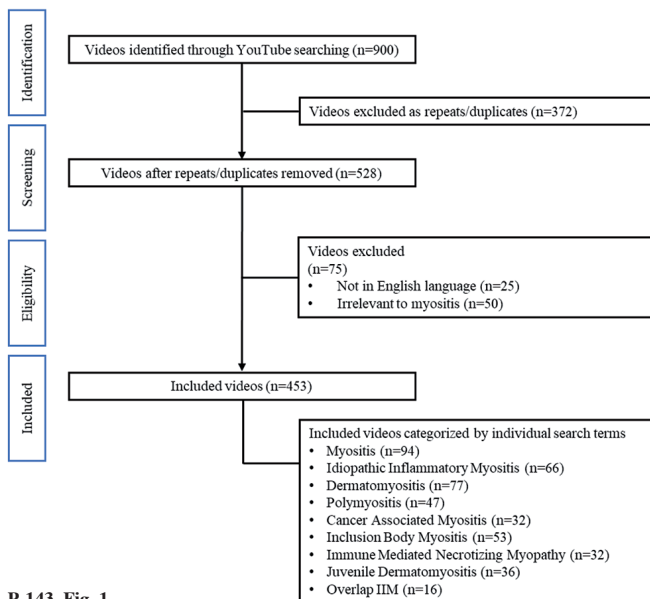 Identification
Videos identified through YouTube searching (n=900)
Videos excluded as repeats/duplicates (n=372)
Screening
Videos after repeats/duplicates removed (n=528)
Eligibility
Videos excluded
(n=75)
• Not in English language (n=25)
• Irrelevant to myositis (n=50)
Included
Included videos (n=453)
Included videos categorized by individual search terms
• Myositis (n=94)
• Idiopathic Inflammatory Myositis (n=66)
• Dermatomyositis (n=77)
• Polymyositis (n=47)
• Cancer Associated Myositis (n=32)
• Inclusion Body Myositis (n=53)
• Immune Mediated Necrotizing Myopathy (n=32)
• Juvenile Dermatomyositis (n=36)
• Overlap IIM (n=16)
P-143, Fig. 1